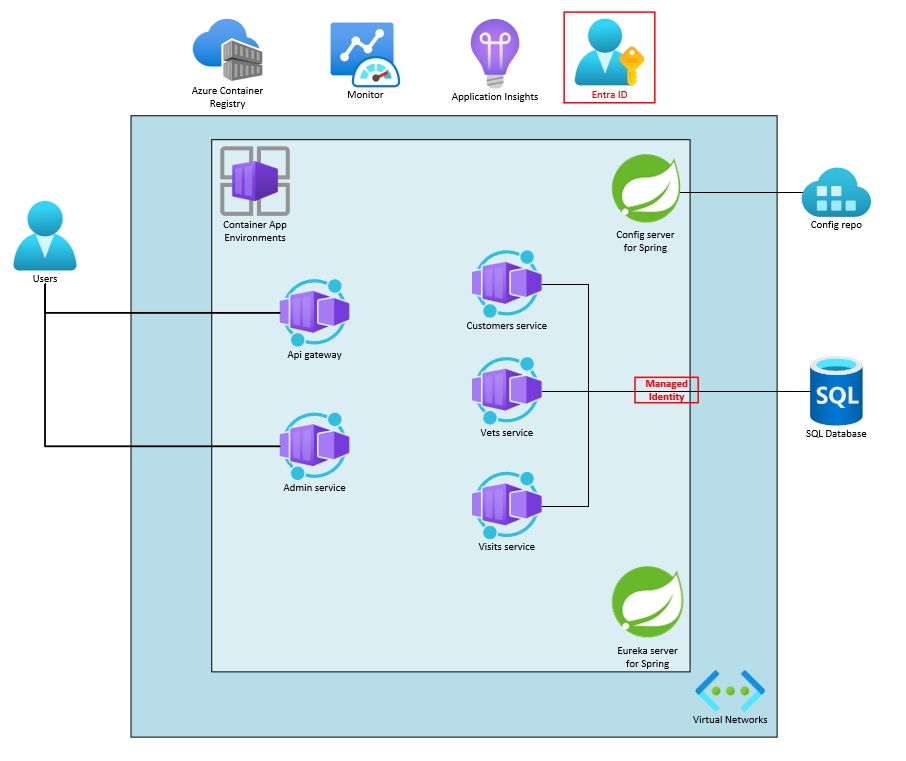 Azure Container
Registry
Monitor
Application Insights
Entra ID
Container App
Environments
Config server
for Spring
Config repo
Users
Customers service
Api gateway
Managed
Identity
Vets service
SQL
SQL Database
Admin service
Visits service
Eureka server
for Spring
Virtual Networks